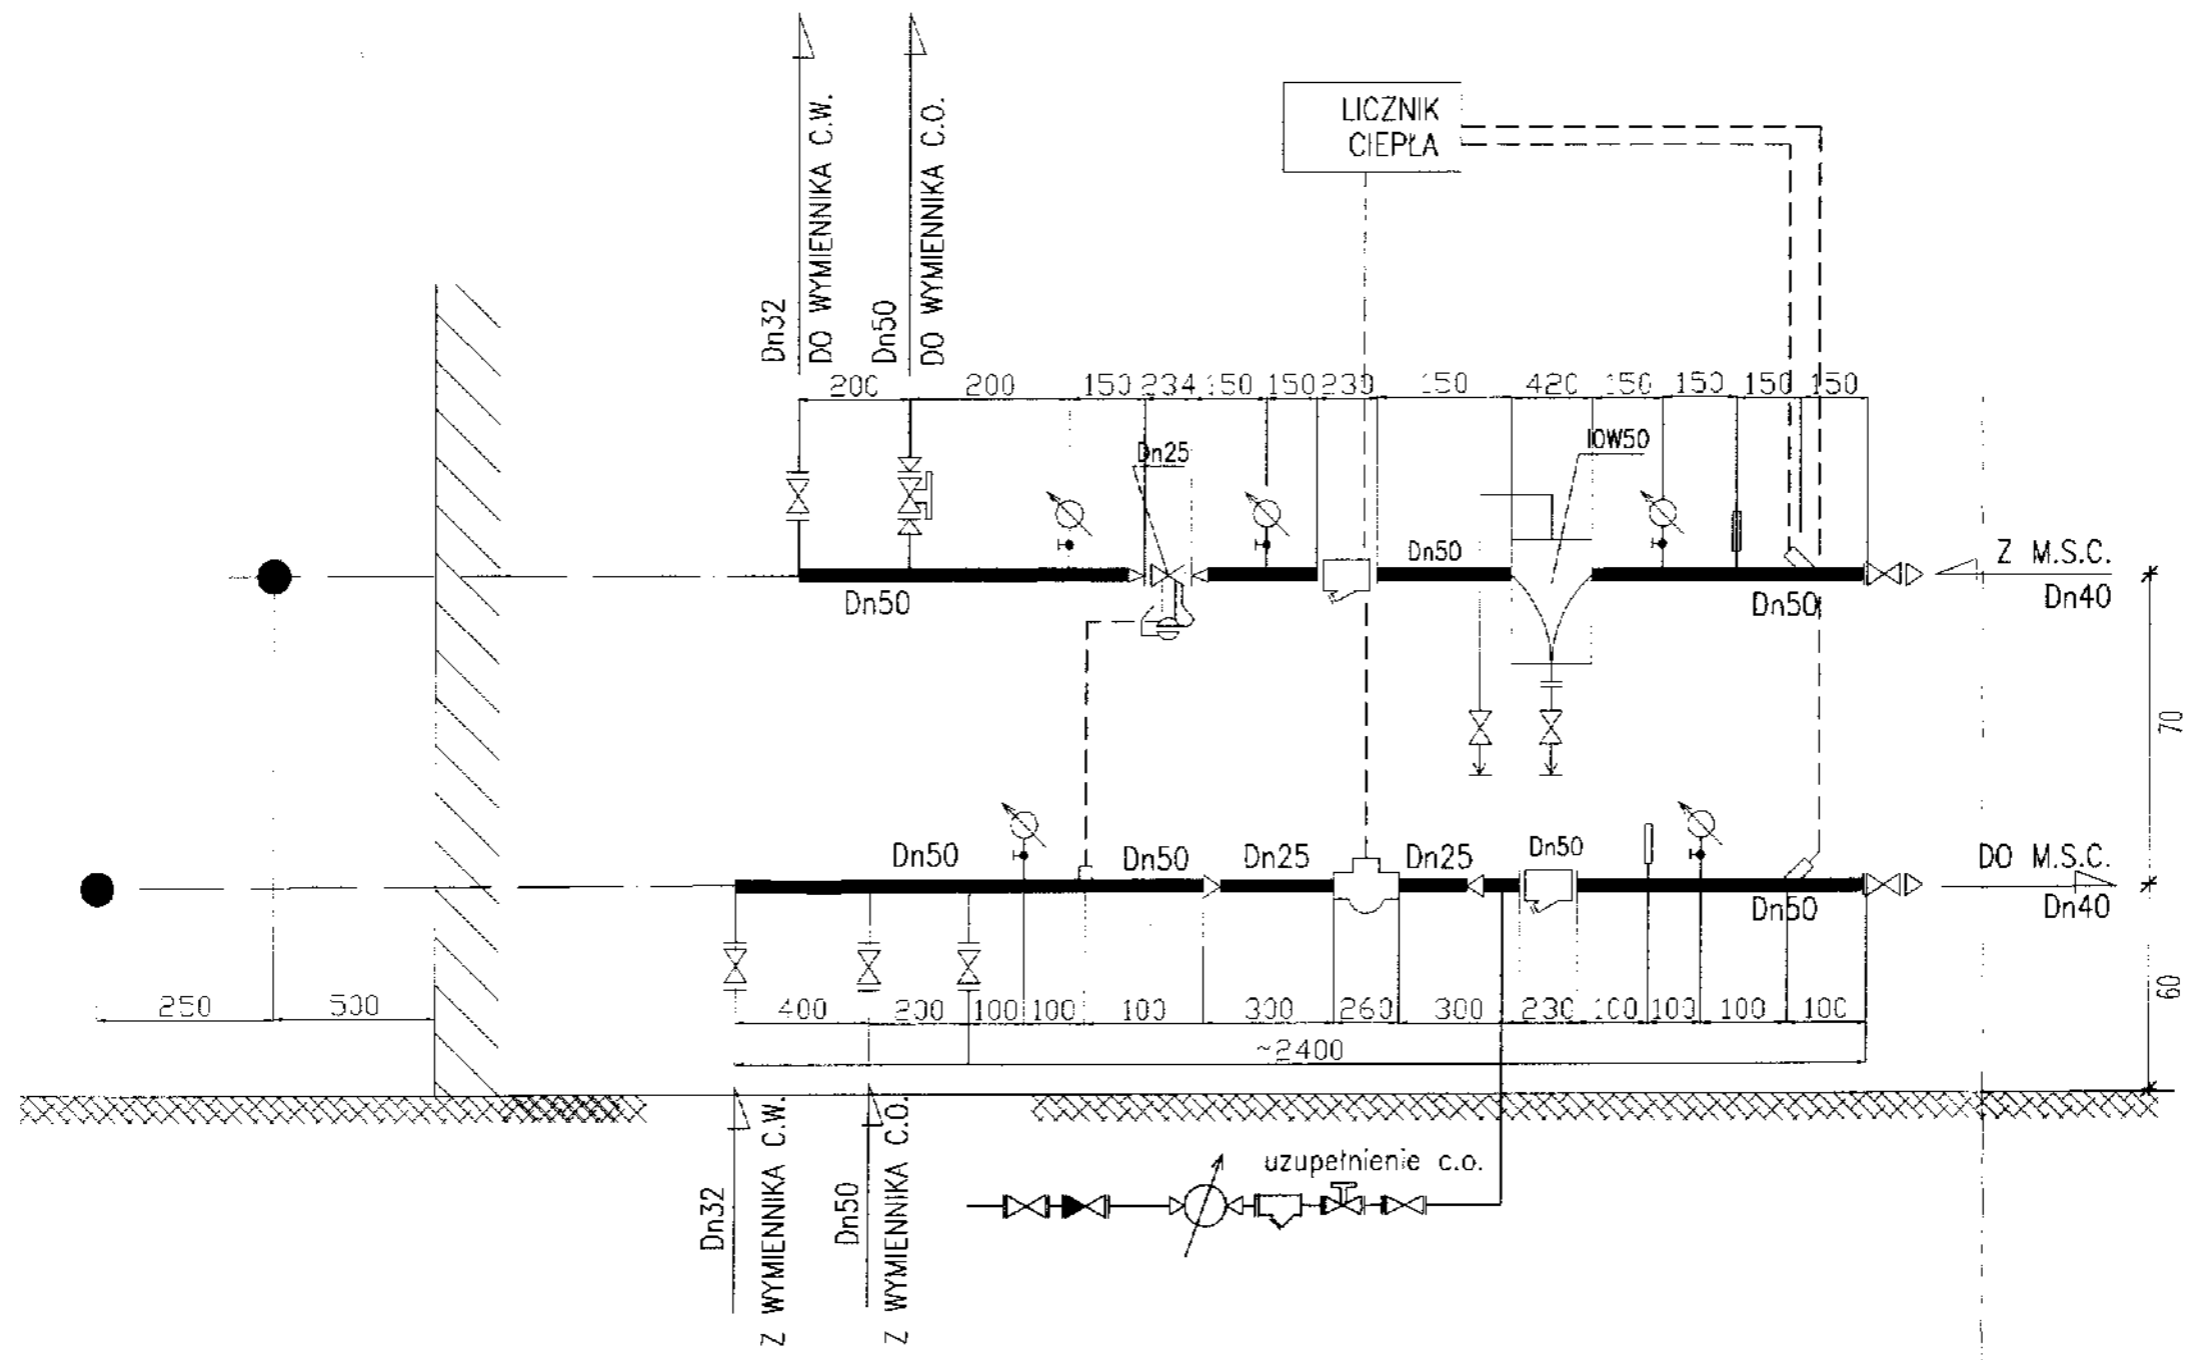 LICZNIK
CIEPŁA
Dn32
DO WYMIENNIKA C.W.
Dn50
DO WYMIENNIKA C.O.
200 200 150 234 150 150 230 150 420 150 150 150 150
Dn25
IOW50
Dn50
Z M.S.C.
Dn50
Dn50
Dn40
70
Dn50
Dn50
Dn25
Dn25
Dn50
DO M.S.C.
Dn50
Dn40
60
250 500
400 200 100 100 100 300 260 300 230 100 100 100 100
~2400
Dn32
Z WYMIENNIKA C.W.
Dn50
Z WYMIENNIKA C.O.
uzupełnienie c.o.